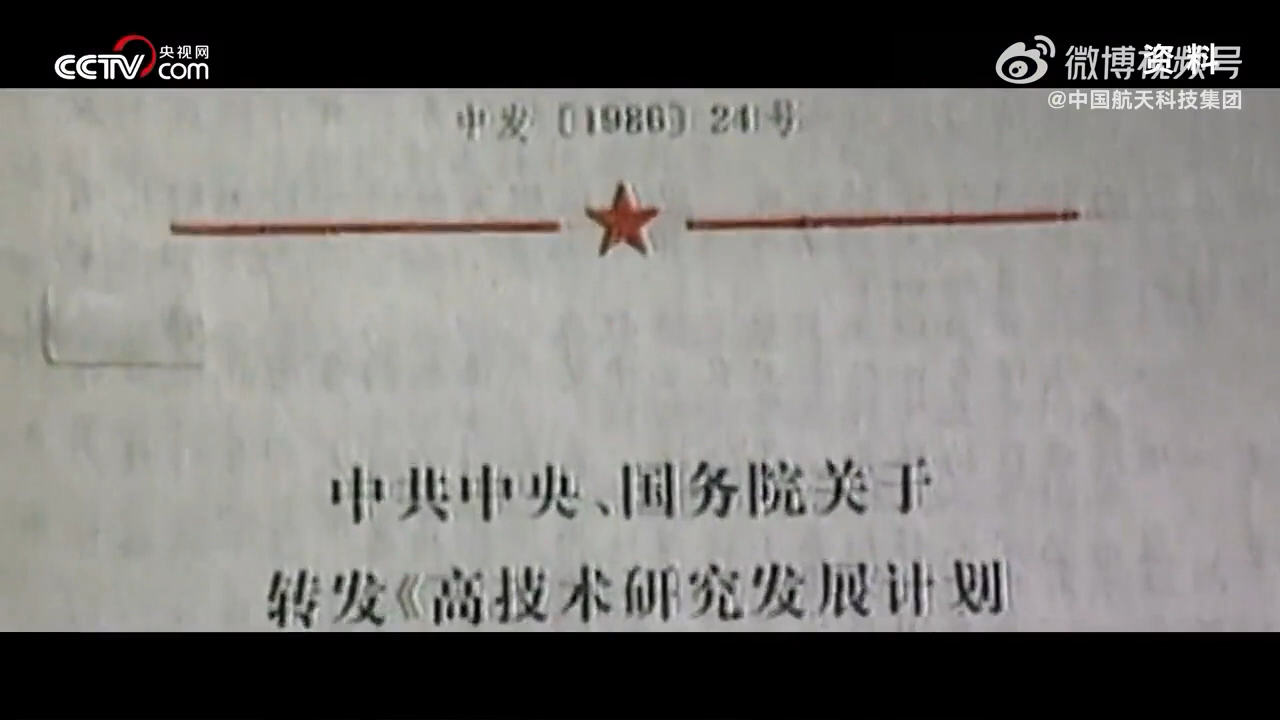 CCTV.com 央视网
微博视频号
资料
@中国航天科技集团
中发〔1986〕24号
中共中央、国务院关于
转发《高技术研究发展计划